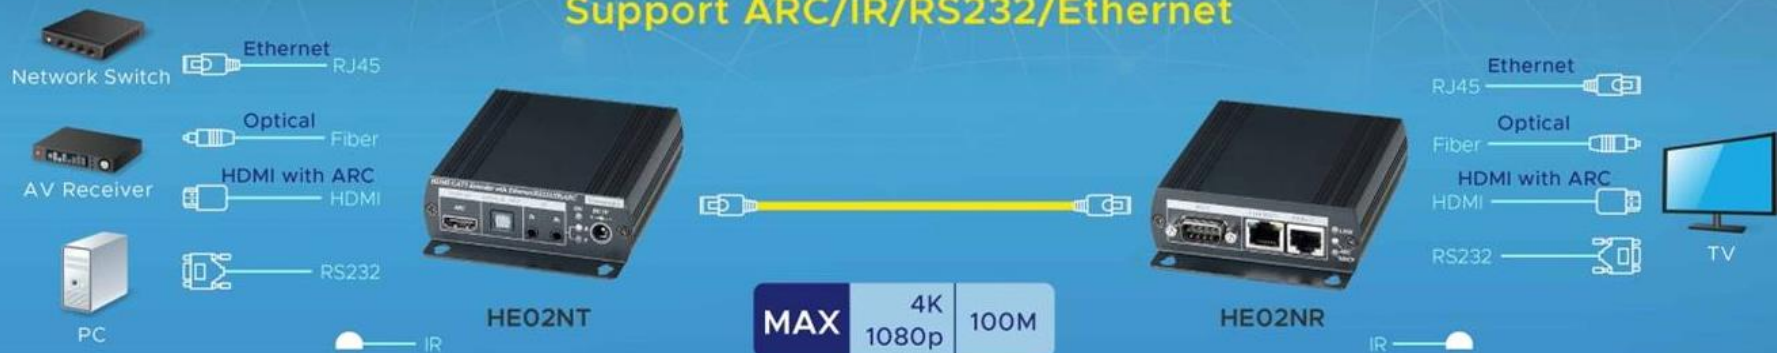 Support ARC/IR/RS232/Ethernet
Network Switch
Ethernet
RJ45
AV Receiver
Optical
Fiber
HDMI with ARC
HDMI
PC
RS232
IR
HE02NT
MAX
4K
1080p
100M
HE02NR
Ethernet
RJ45
Optical
Fiber
HDMI with ARC
HDMI
RS232
IR
TV